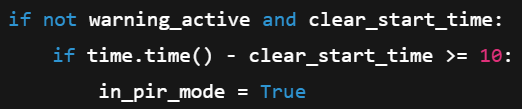 if not warning_active and clear_start_time:
    if time.time() - clear_start_time >= 10:
        in_pir_mode = True